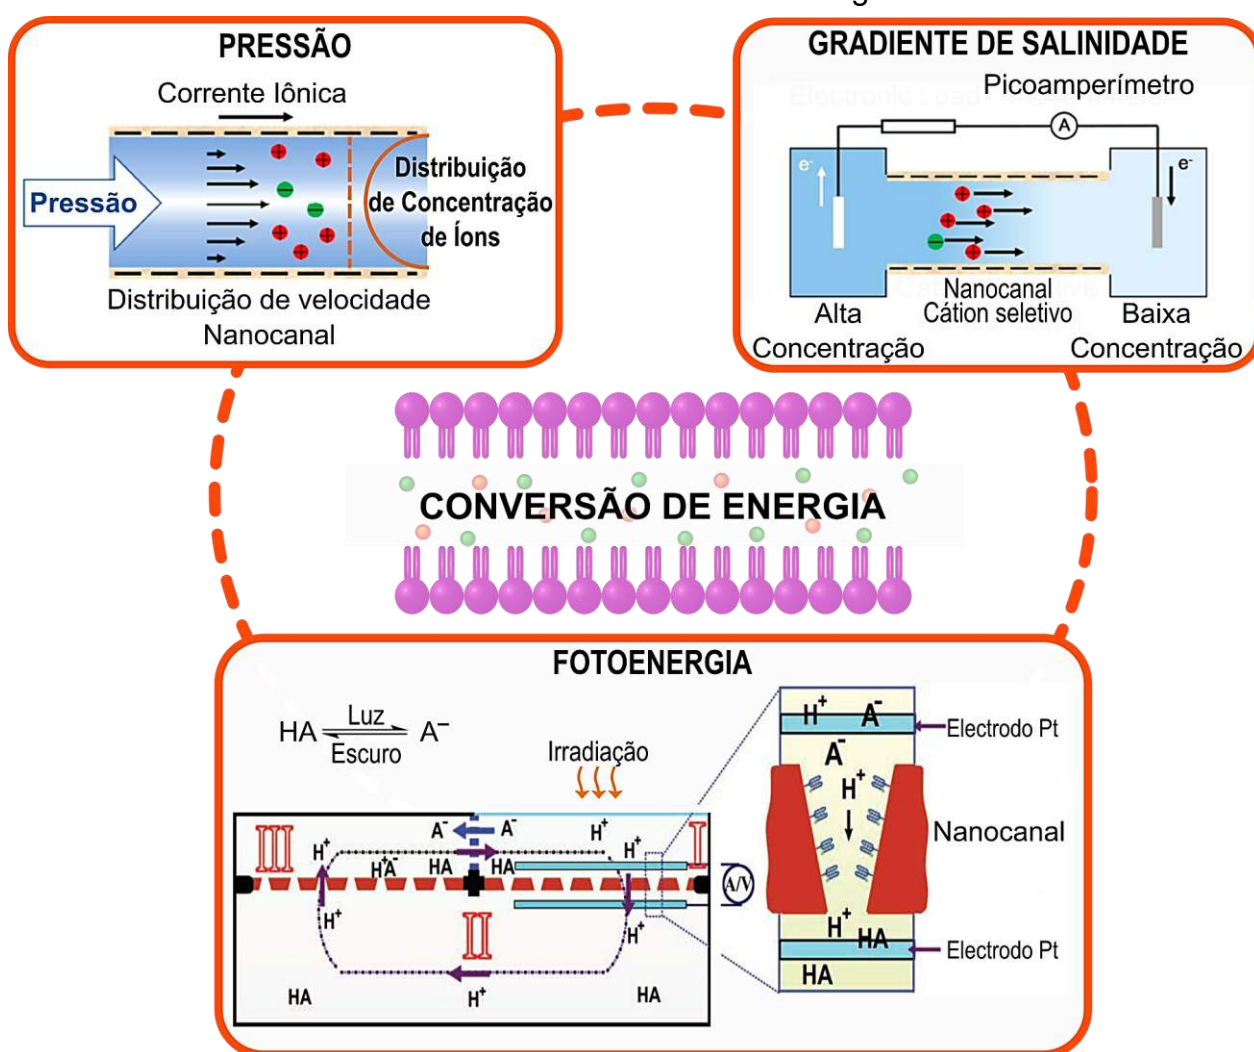 PRESSÃO
Corrente Iônica
Pressão
Distribuição
de Concentração
de Íons
Distribuição de velocidade
Nanocanal
GRADIENTE DE SALINIDADE
Picoamperímetro
A
e-
e-
Nanocanal
Cátion seletivo
Alta
Concentração
Baixa
Concentração
CONVERSÃO DE ENERGIA
FOTOENERGIA
HA
Luz
Escuro
A–
Irradiação
III
A-
A-
H+
I
H+
H+
HA
HA
H+
A/V
H+
H+
II
HA
H+
HA
H+
A-
Electrodo Pt
A-
H+
Nanocanal
H+
HA
Electrodo Pt
HA